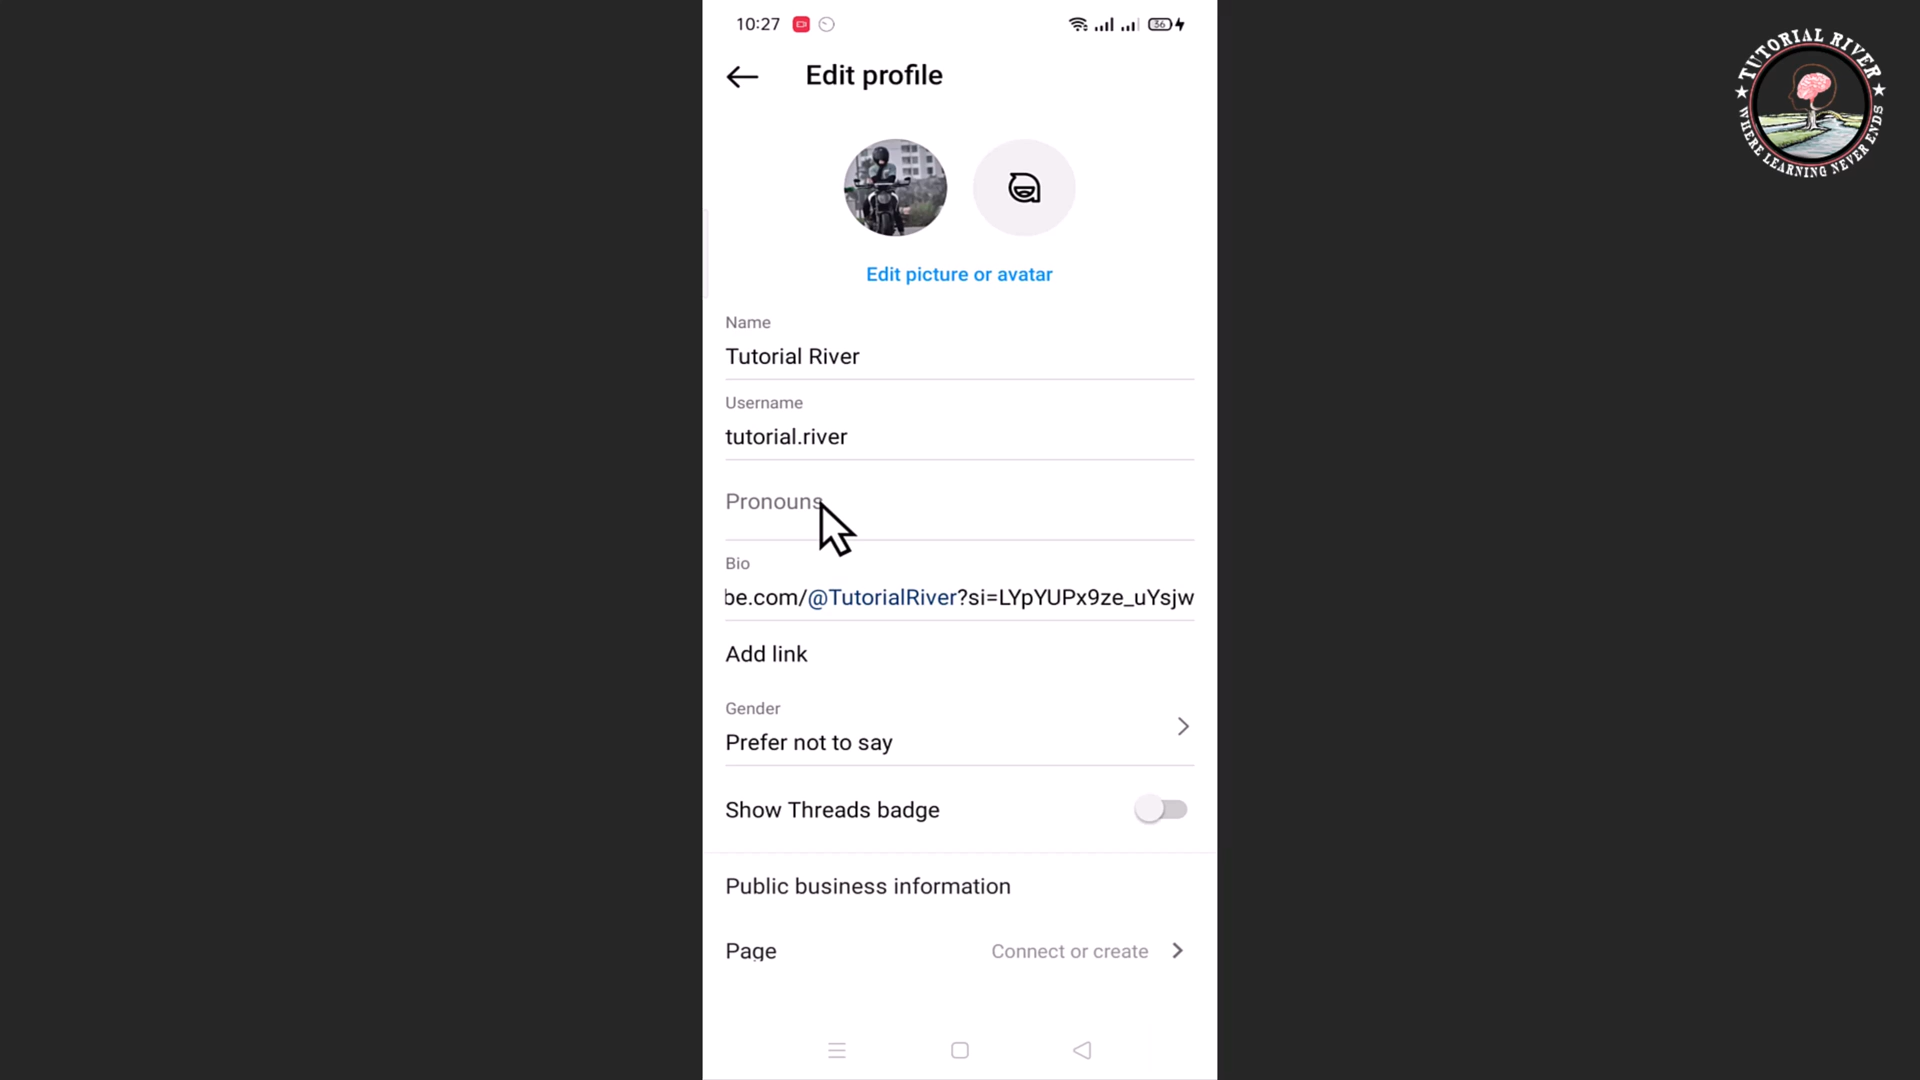 10:27
36
Edit profile
Edit picture or avatar
Name
Tutorial River
Username
tutorial.river
Pronouns
Bio
be.com/@TutorialRiver?si=LYpYUPx9ze_uYsjw
Add link
Gender
Prefer not to say
Show Threads badge
Public business information
Page
Connect or create
TUTORIAL RIVER
WHERE LEARNING NEVER ENDS